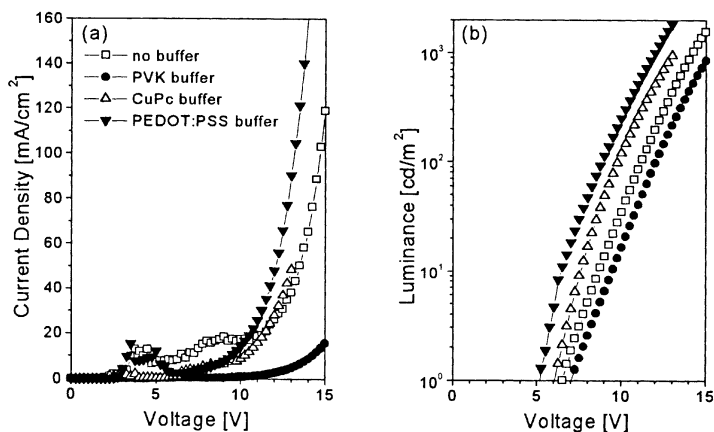 (a)
160
140
120
100
80
60
40
20
0
Current Density [mA/cm²]
no buffer
PVK buffer
CuPc buffer
PEDOT:PSS buffer
0 5 10 15
Voltage [V]
(b)
10³
10²
10¹
10⁰
Luminance [cd/m²]
0 5 10 15
Voltage [V]